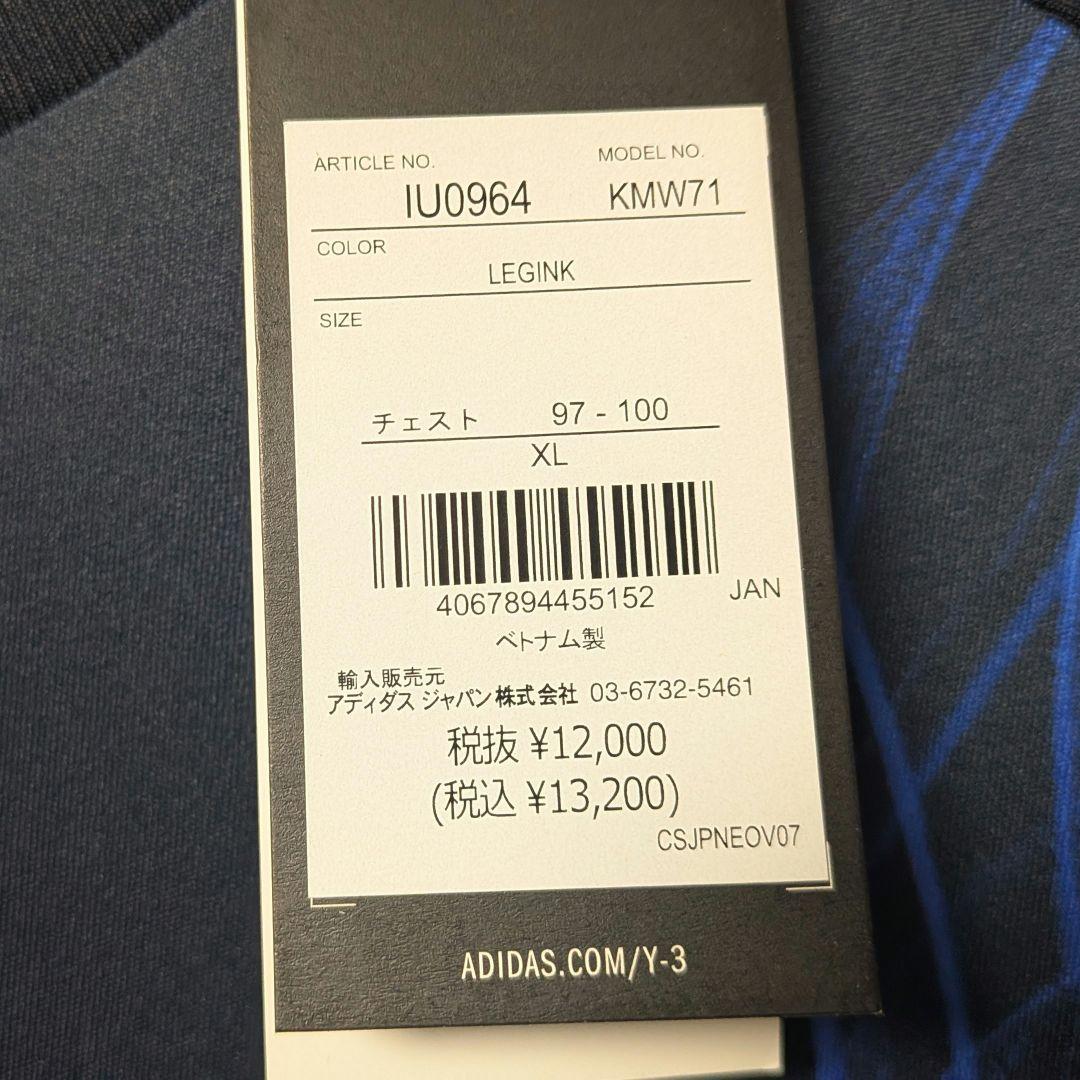 ARTICLE NO. MODEL NO.
IU0964 KMW71
COLOR
LEGINK
SIZE
チェスト 97 - 100
XL
4067894455152 JAN
ベトナム製
輸入販売元
アディダス ジャパン株式会社 03-6732-5461
税抜 ¥12,000
(税込 ¥13,200)
CSJPNEOV07
ADIDAS.COM/Y-3